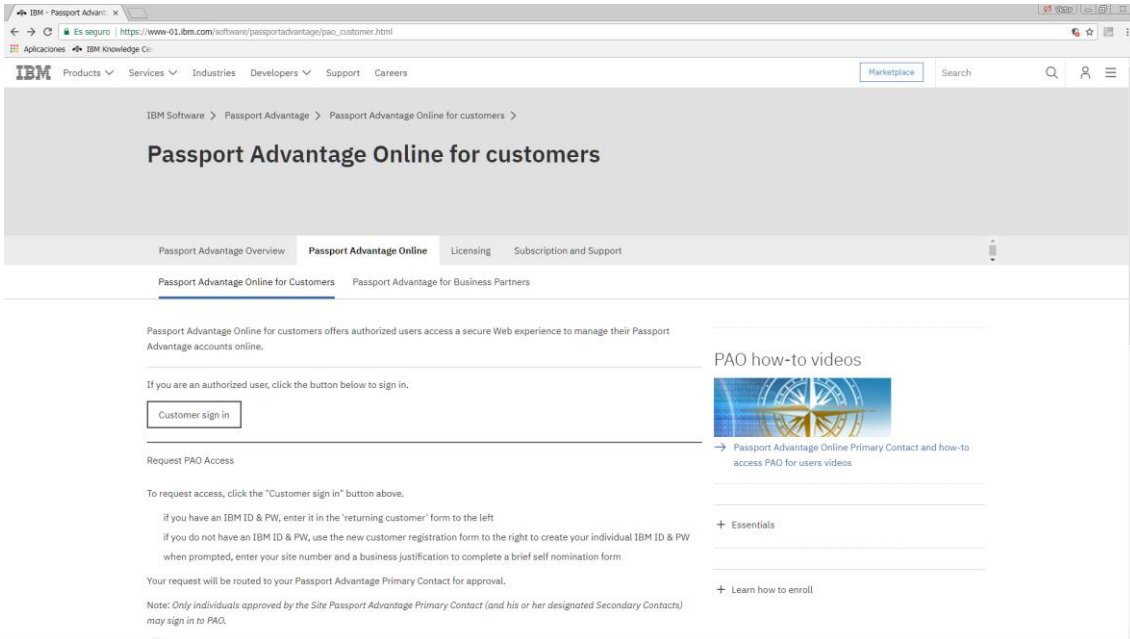 IBM - Passport Advant
Es seguro | https://www-01.ibm.com/software/passportadvantage/pao_customer.html
Aplicaciones IBM Knowledge Ce
IBM Products Services Industries Developers Support Careers Marketplace Search
IBM Software > Passport Advantage > Passport Advantage Online for customers >
Passport Advantage Online for customers
Passport Advantage Overview Passport Advantage Online Licensing Subscription and Support
Passport Advantage Online for Customers Passport Advantage for Business Partners
Passport Advantage Online for customers offers authorized users access a secure Web experience to manage their Passport
Advantage accounts online.
If you are an authorized user, click the button below to sign in.
Customer sign in
Request PAO Access
To request access, click the "Customer sign in" button above.
if you have an IBM ID & PW, enter it in the 'returning customer' form to the left
if you do not have an IBM ID & PW, use the new customer registration form to the right to create your individual IBM ID & PW
when prompted, enter your site number and a business justification to complete a brief self nomination form
Your request will be routed to your Passport Advantage Primary Contact for approval.
Note: Only individuals approved by the Site Passport Advantage Primary Contact (and his or her designated Secondary Contacts)
may sign in to PAO.
PAO how-to videos
→ Passport Advantage Online Primary Contact and how-to
access PAO for users videos
+ Essentials
+ Learn how to enroll